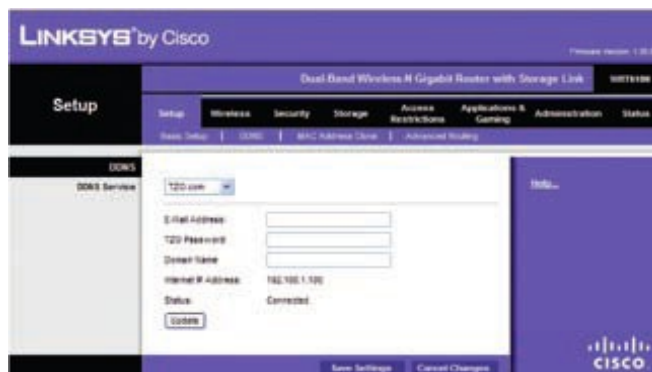 LINKSYS® by Cisco
Firmware Version: 
Dual-Band Wireless-N Gigabit Router with Storage Link
Setup
Setup Wireless Security Storage Access Restrictions Applications & Gaming Administration Status
Basic Setup | DDNS | MAC Address Clone | Advanced Routing
DDNS
DDNS Service
TZO.com
Help...
E-Mail Address:
TZO Password:
Domain Name:
Internet IP Address: 192.168.1.100
Status: Connected
Update
Save Settings Cancel Changes
CISCO